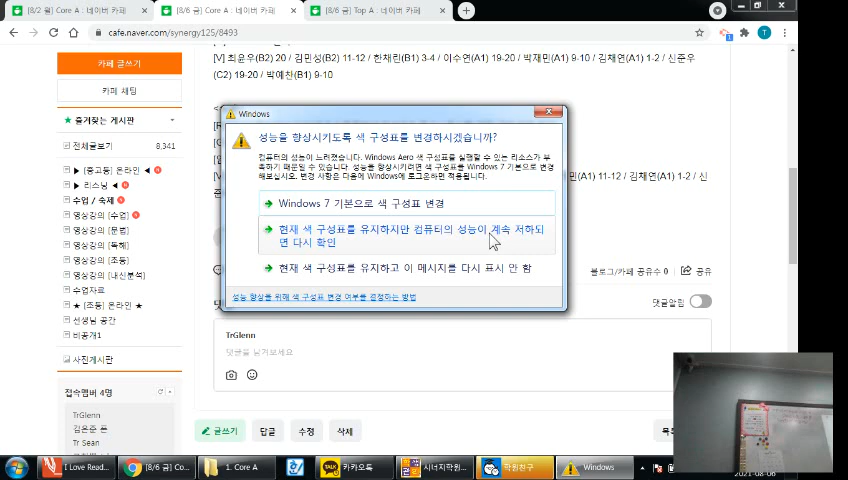 [8/2 월] Core A : 네이버 카페
[8/6 금] Core A : 네이버 카페
[8/6 금] Top A : 네이버 카페
cafe.naver.com/synergy125/8493
T
카페 글쓰기
카페 채팅
즐겨찾는 게시판
전체글보기 8,341
▶ [중고등] 온라인 ◀
▶ 리스닝 ◀
수업 / 숙제
영상강의 [수업]
영상강의 [문법]
영상강의 [독해]
영상강의 [초등]
영상강의 [내신분석]
수업자료
★ [초등] 온라인 ★
선생님 공간
비공개1
사진게시판
접속멤버 4명
TrGlenn
김은준 폰
Tr Sean
[V] 최윤우(B2) 20 / 김민성(B2) 11-12 / 한채린(B1) 3-4 / 이수연(A1) 19-20 / 박재민(A1) 9-10 / 김채연(A1) 1-2 / 신준우
(C2) 19-20 / 박예찬(B1) 9-10
Windows
성능을 향상시키도록 색 구성표를 변경하시겠습니까?
컴퓨터의 성능이 느려졌습니다. Windows Aero 색 구성표를 실행할 수 있는 리소스가 부
족하기 때문일 수 있습니다. 성능을 향상시키려면 색 구성표를 Windows 7 기본으로 변경
해보십시오. 변경 사항은 다음에 Windows에 로그온하면 적용됩니다.
Windows 7 기본으로 색 구성표 변경
현재 색 구성표를 유지하지만 컴퓨터의 성능이 계속 저하되
면 다시 확인
현재 색 구성표를 유지하고 이 메시지를 다시 표시 안 함
성능 향상을 위해 색 구성표 변경 여부를 결정하는 방법
민(A1) 11-12 / 김채연(A1) 1-2 / 신준
블로그/카페 공유수 0
공유
댓글알림
TrGlenn
댓글을 남겨보세요
글쓰기
답글
수정
삭제
I Love Read...
[8/6 금] Co...
1. Core A
카카오톡
시너지학원...
학원친구
Windows
2021-08-06